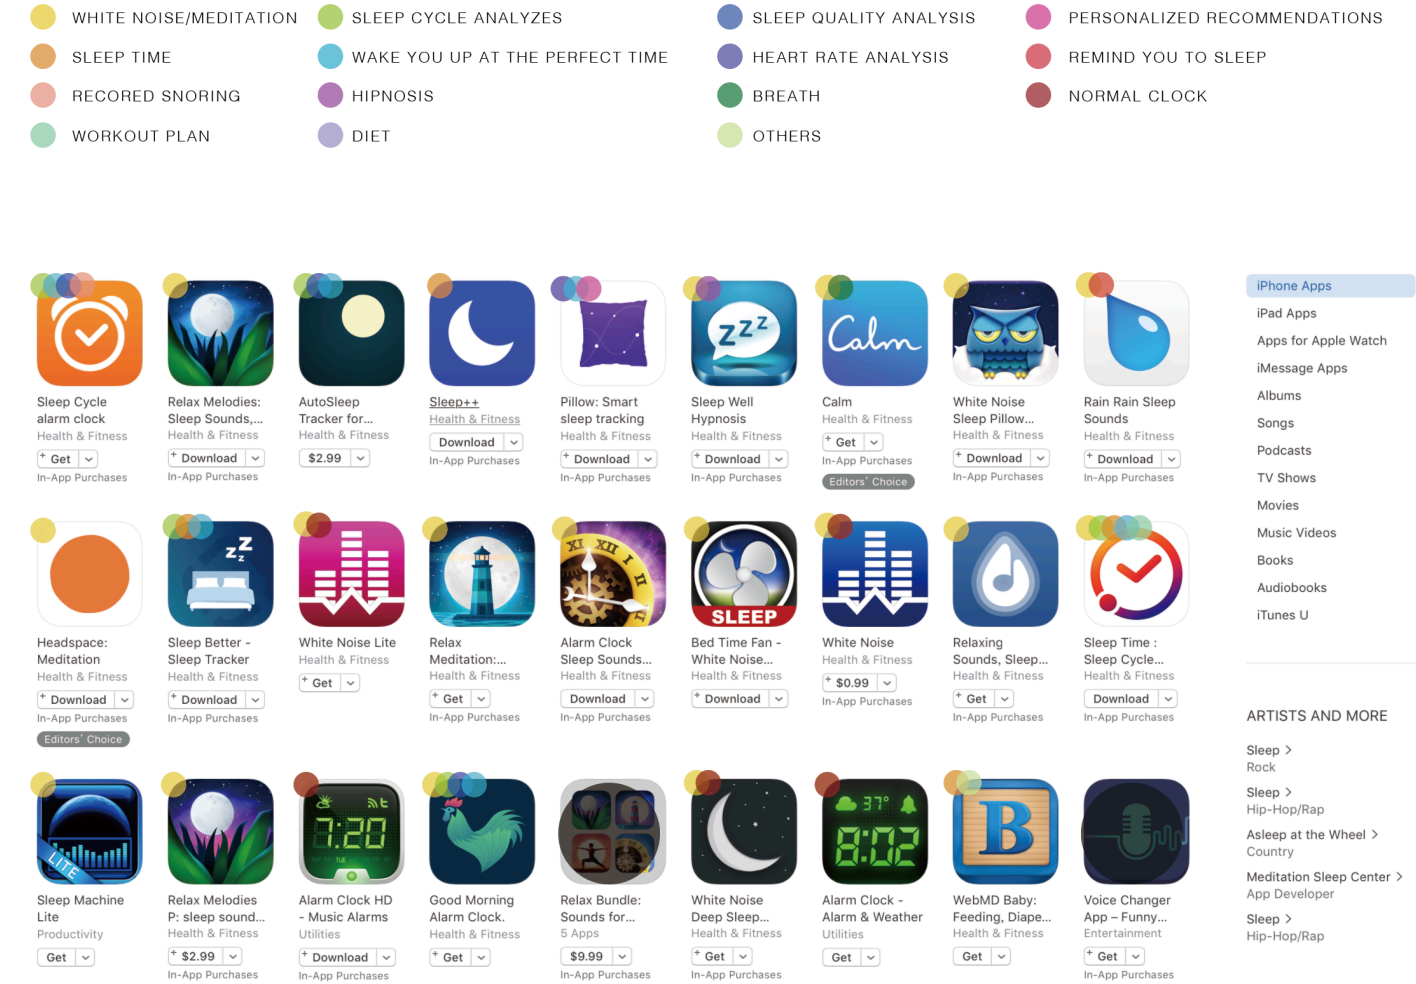 WHITE NOISE/MEDITATION
SLEEP CYCLE ANALYZES
SLEEP QUALITY ANALYSIS
PERSONALIZED RECOMMENDATIONS
SLEEP TIME
WAKE YOU UP AT THE PERFECT TIME
HEART RATE ANALYSIS
REMIND YOU TO SLEEP
RECORED SNORING
HIPNOSIS
BREATH
NORMAL CLOCK
WORKOUT PLAN
DIET
OTHERS
zzz
Calm
Sleep Cycle
alarm clock
Health & Fitness
+ Get
In-App Purchases
Relax Melodies:
Sleep Sounds,...
Health & Fitness
+ Download
In-App Purchases
AutoSleep
Tracker for...
Health & Fitness
$2.99
Sleep++
Health & Fitness
Download
In-App Purchases
Pillow: Smart
sleep tracking
Health & Fitness
+ Download
In-App Purchases
Sleep Well
Hypnosis
Health & Fitness
+ Download
In-App Purchases
Calm
Health & Fitness
+ Get
In-App Purchases
Editors' Choice
White Noise
Sleep Pillow...
Health & Fitness
+ Download
In-App Purchases
Rain Rain Sleep
Sounds
Health & Fitness
+ Download
In-App Purchases
zzz
XI XII I II
SLEEP
Headspace:
Meditation
Health & Fitness
+ Download
In-App Purchases
Editors' Choice
Sleep Better -
Sleep Tracker
Health & Fitness
+ Download
In-App Purchases
White Noise Lite
Health & Fitness
+ Get
Relax
Meditation:...
Health & Fitness
+ Get
In-App Purchases
Alarm Clock
Sleep Sounds...
Health & Fitness
Download
In-App Purchases
Bed Time Fan -
White Noise...
Health & Fitness
+ Download
In-App Purchases
White Noise
Health & Fitness
+ $0.99
In-App Purchases
Relaxing
Sounds, Sleep...
Health & Fitness
+ Get
In-App Purchases
Sleep Time :
Sleep Cycle...
Health & Fitness
Download
In-App Purchases
LITE
7:20
TUE
37°
8:02
B
Sleep Machine
Lite
Productivity
Get
Relax Melodies
P: sleep sound...
Health & Fitness
+ $2.99
In-App Purchases
Alarm Clock HD
- Music Alarms
Utilities
+ Download
In-App Purchases
Good Morning
Alarm Clock.
Health & Fitness
+ Get
Relax Bundle:
Sounds for...
5 Apps
$9.99
In-App Purchases
White Noise
Deep Sleep...
Health & Fitness
+ Get
In-App Purchases
Alarm Clock -
Alarm & Weather
Utilities
Get
WebMD Baby:
Feeding, Diape...
Health & Fitness
Get
Voice Changer
App – Funny...
Entertainment
+ Get
In-App Purchases
iPhone Apps
iPad Apps
Apps for Apple Watch
iMessage Apps
Albums
Songs
Podcasts
TV Shows
Movies
Music Videos
Books
Audiobooks
iTunes U
ARTISTS AND MORE
Sleep >
Rock
Sleep >
Hip-Hop/Rap
Asleep at the Wheel >
Country
Meditation Sleep Center >
App Developer
Sleep >
Hip-Hop/Rap